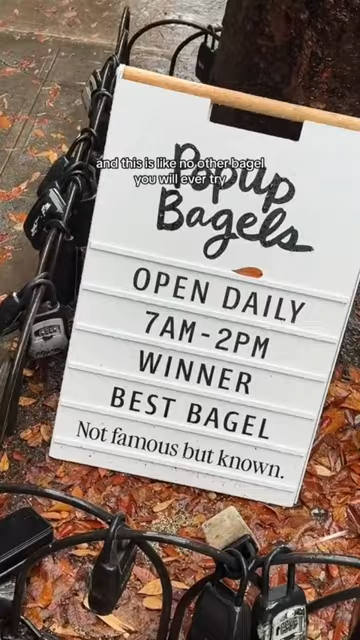 and this is like no other bagel
you will ever try
PopUp
Bagels
OPEN DAILY
7AM-2PM
WINNER
BEST BAGEL
Not famous but known.